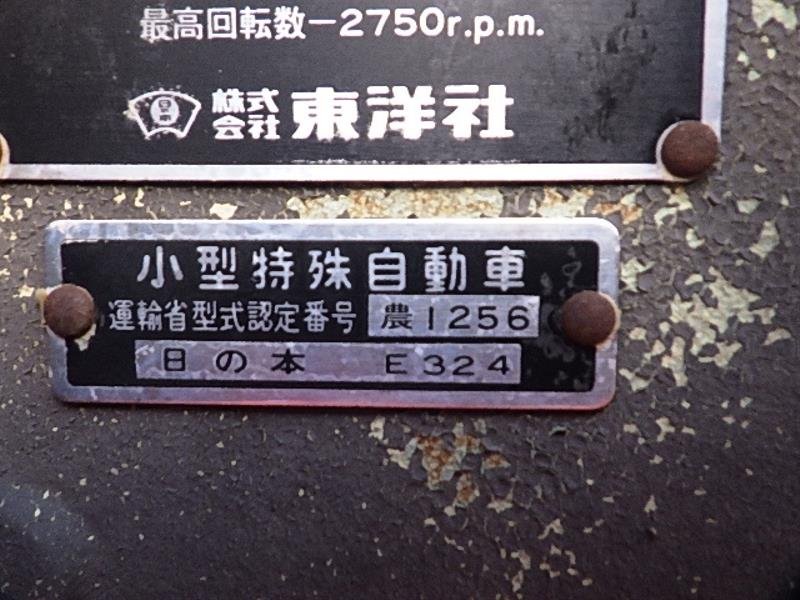 最高回転数-2750r.p.m.
株式会社 東洋社
小型特殊自動車
運輸省型式認定番号 農1256
日の本 E324